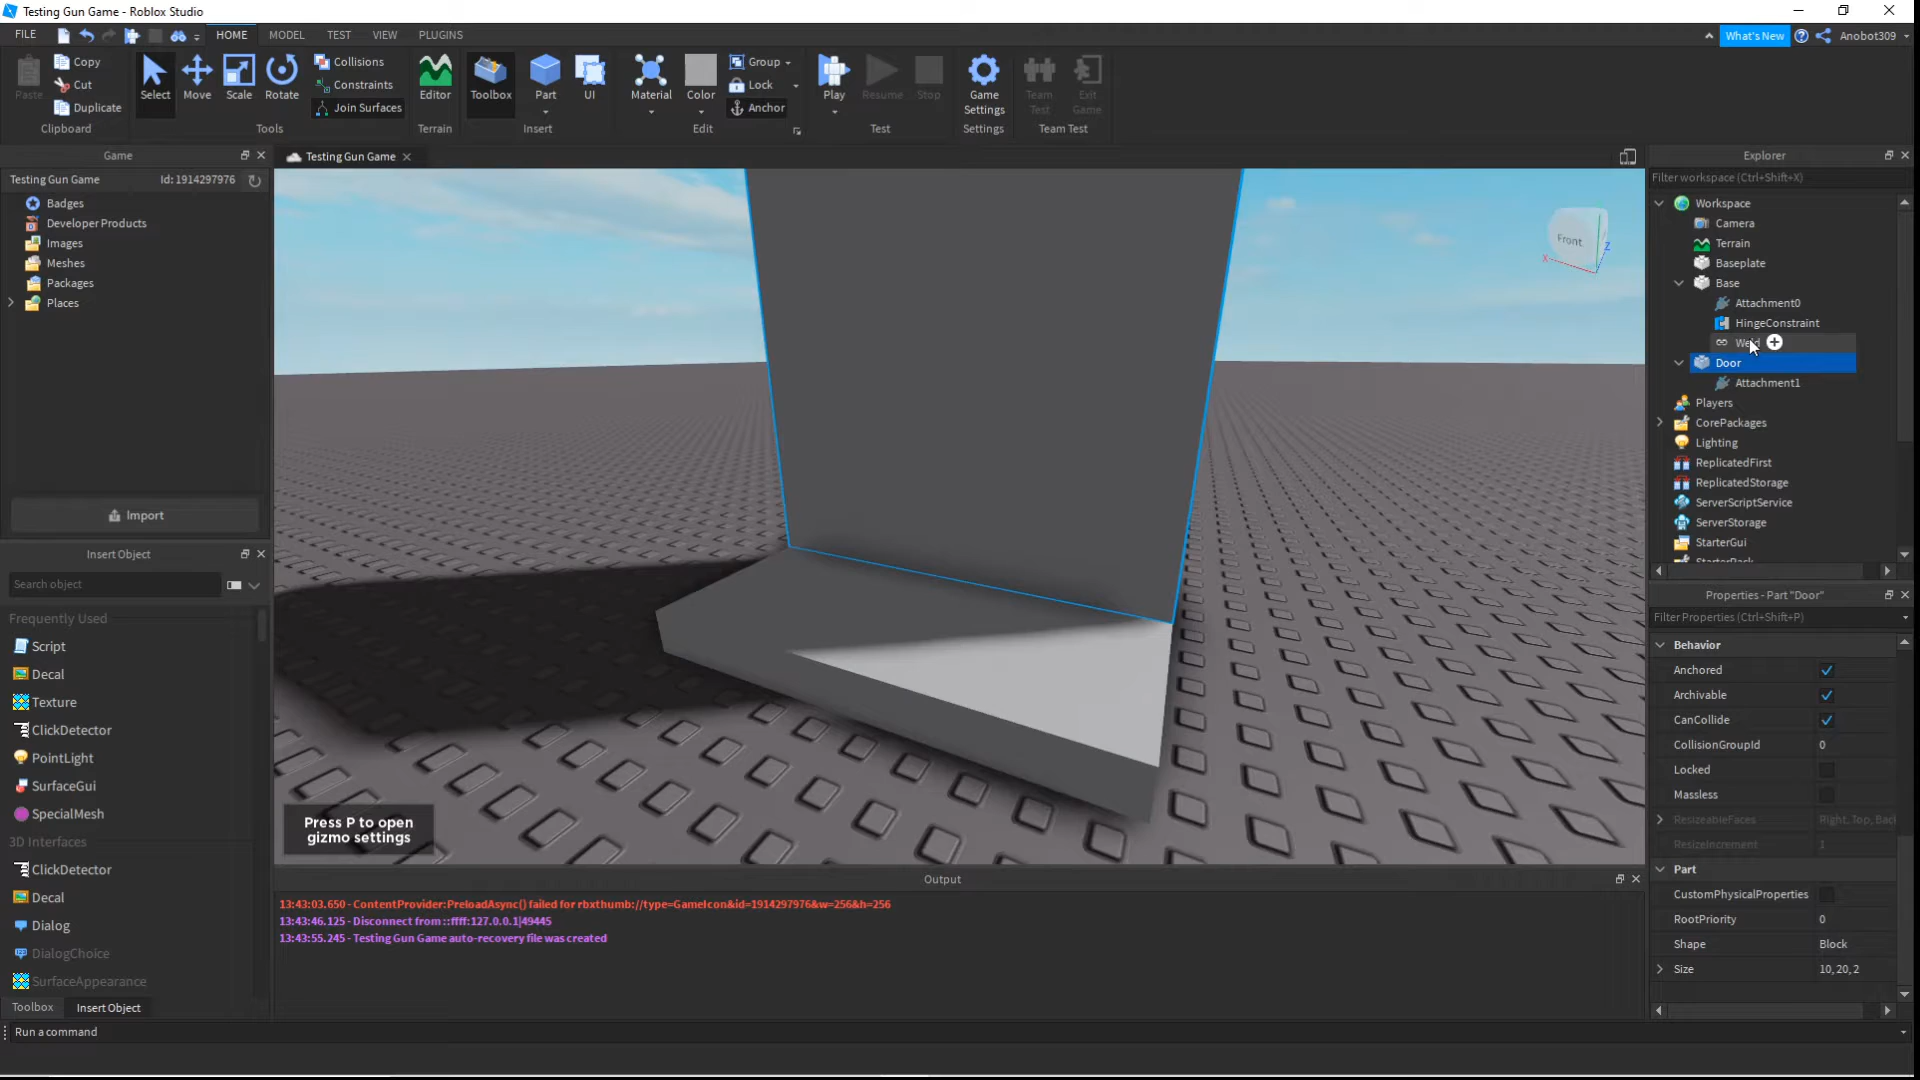 Testing Gun Game - Roblox Studio
FILE
HOME
MODEL
TEST
VIEW
PLUGINS
What's New
Anobot309
Paste
Copy
Cut
Duplicate
Clipboard
Select
Move
Scale
Rotate
Collisions
Constraints
Join Surfaces
Tools
Editor
Terrain
Toolbox
Part
UI
Insert
Material
Color
Group
Lock
Anchor
Edit
Play
Resume
Stop
Test
Game
Settings
Settings
Team
Test
Exit
Game
Team Test
Game
Testing Gun Game
Id: 1914297976
Badges
Developer Products
Images
Meshes
Packages
Places
Import
Insert Object
Search object
Frequently Used
Script
Decal
Texture
ClickDetector
PointLight
SurfaceGui
SpecialMesh
3D Interfaces
ClickDetector
Decal
Dialog
DialogChoice
SurfaceAppearance
Toolbox
Insert Object
Run a command
Testing Gun Game
Front
X
Z
Press P to open
gizmo settings
Output
13:43:03.650 - ContentProvider:PreloadAsync() failed for rbxthumb://type=GameIcon&id=1914297976&w=256&h=256
13:43:46.125 - Disconnect from ::ffff:127.0.0.1|49445
13:43:55.245 - Testing Gun Game auto-recovery file was created
Explorer
Filter workspace (Ctrl+Shift+X)
Workspace
Camera
Terrain
Baseplate
Base
Attachment0
HingeConstraint
Door
Attachment1
Players
CorePackages
Lighting
ReplicatedFirst
ReplicatedStorage
ServerScriptService
ServerStorage
StarterGui
Properties - Part "Door"
Filter Properties (Ctrl+Shift+P)
Behavior
Anchored
Archivable
CanCollide
CollisionGroupId 0
Locked
Massless
ResizeableFaces Right, Top, Back
ResizeIncrement 1
Part
CustomPhysicalProperties
RootPriority 0
Shape Block
Size 10, 20, 2